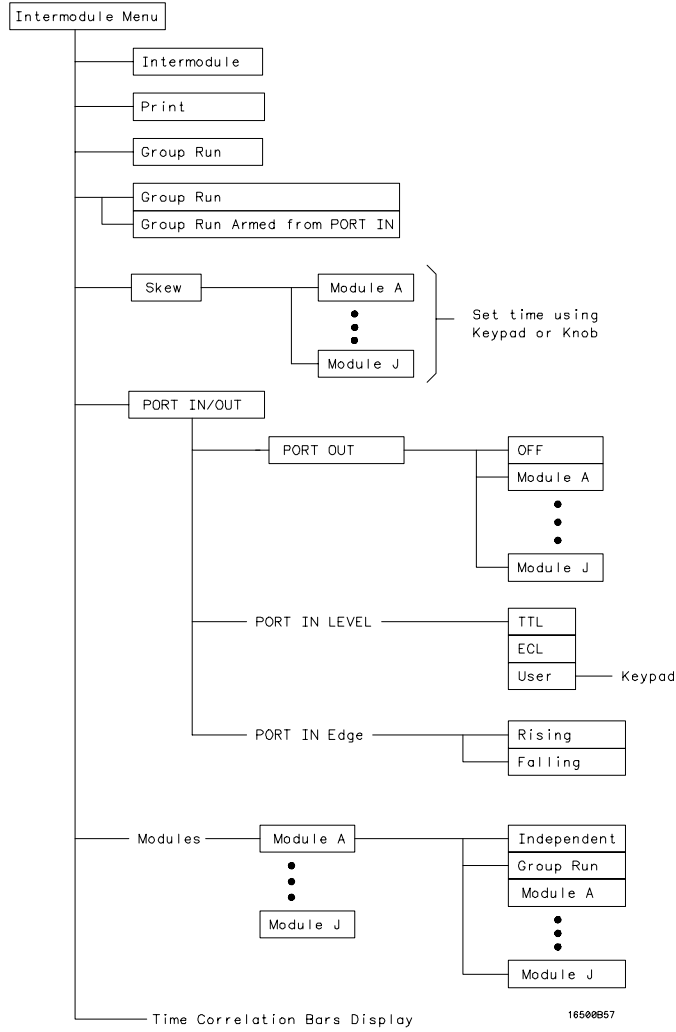 Intermodule Menu
Intermodule
Print
Group Run
Group Run
Group Run Armed from PORT IN
Skew
Module A
Module J
Set time using
Keypad or Knob
PORT IN/OUT
PORT OUT
OFF
Module A
Module J
PORT IN LEVEL
TTL
ECL
User
Keypad
PORT IN Edge
Rising
Falling
Modules
Module A
Module J
Independent
Group Run
Module A
Module J
Time Correlation Bars Display
16500B57